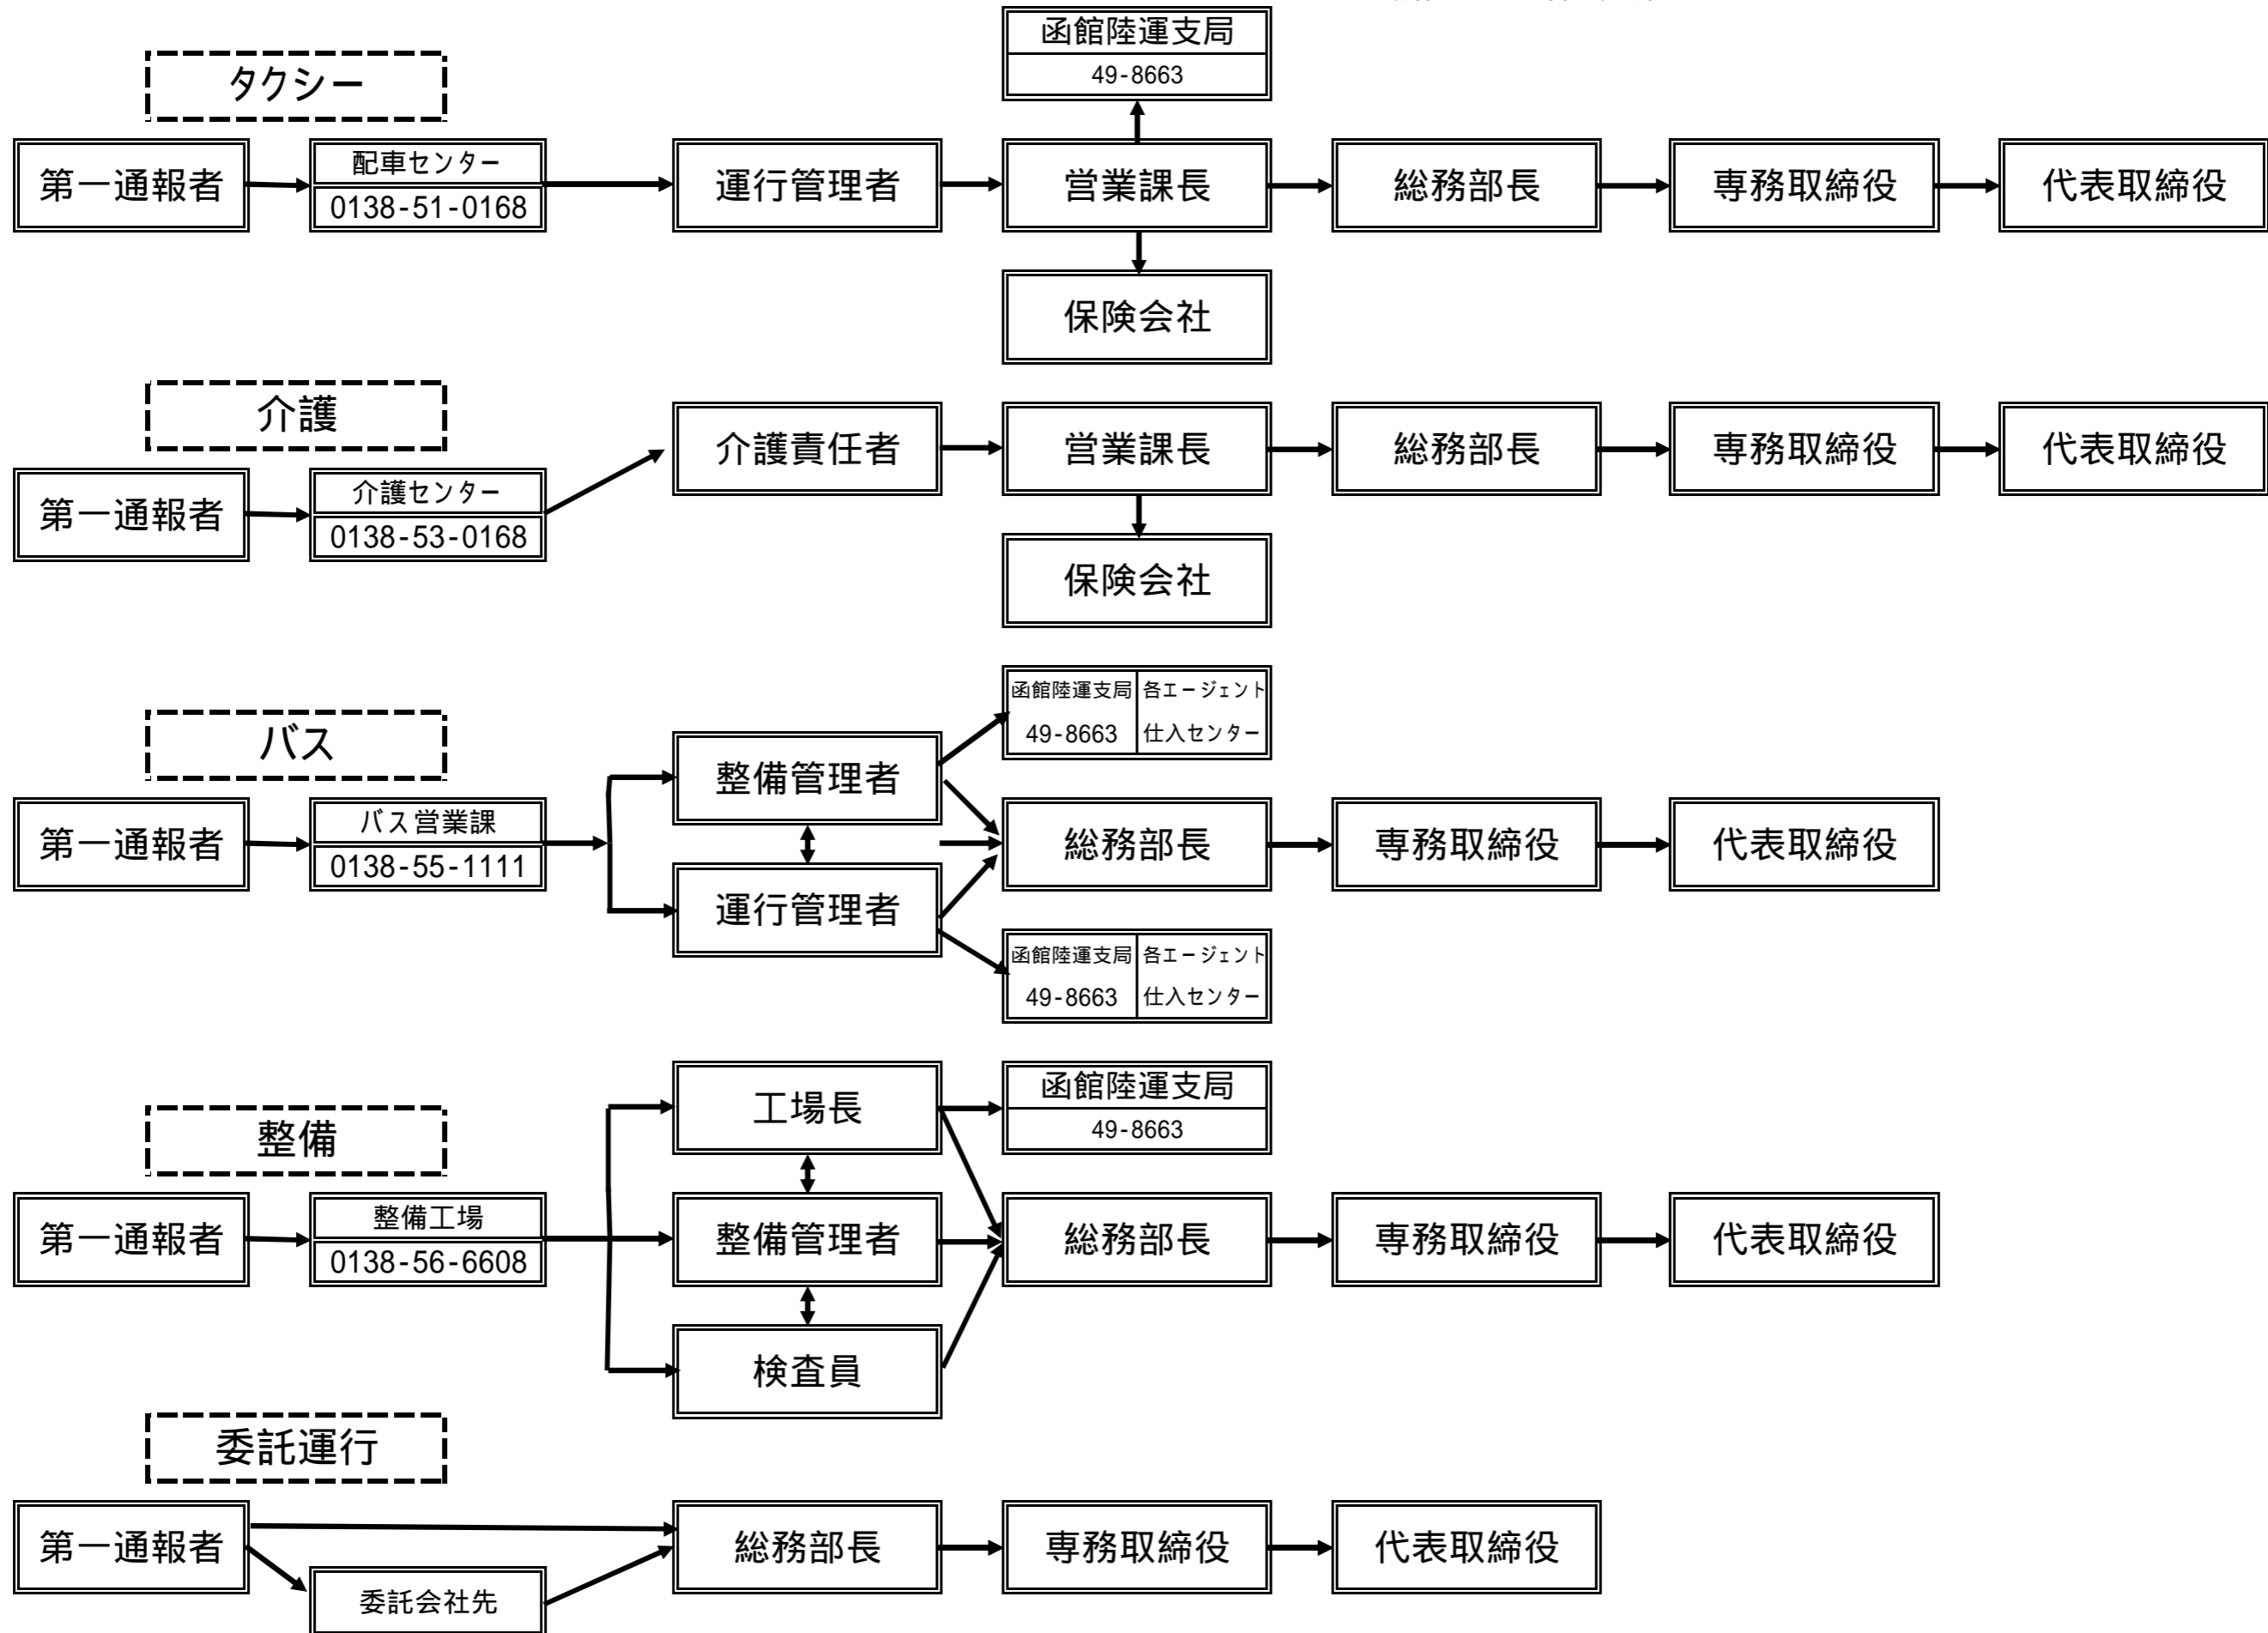 函館陸運支局
49-8663
タクシー
第一通報者
配車センター
0138-51-0168
運行管理者
営業課長
総務部長
専務取締役
代表取締役
保険会社
介護
第一通報者
介護センター
0138-53-0168
介護責任者
営業課長
総務部長
専務取締役
代表取締役
保険会社
バス
第一通報者
バス営業課
0138-55-1111
整備管理者
運行管理者
函館陸運支局
49-8663
各エージェント
仕入センター
総務部長
専務取締役
代表取締役
函館陸運支局
49-8663
各エージェント
仕入センター
整備
第一通報者
整備工場
0138-56-6608
工場長
整備管理者
検査員
函館陸運支局
49-8663
総務部長
専務取締役
代表取締役
委託運行
第一通報者
委託会社先
総務部長
専務取締役
代表取締役